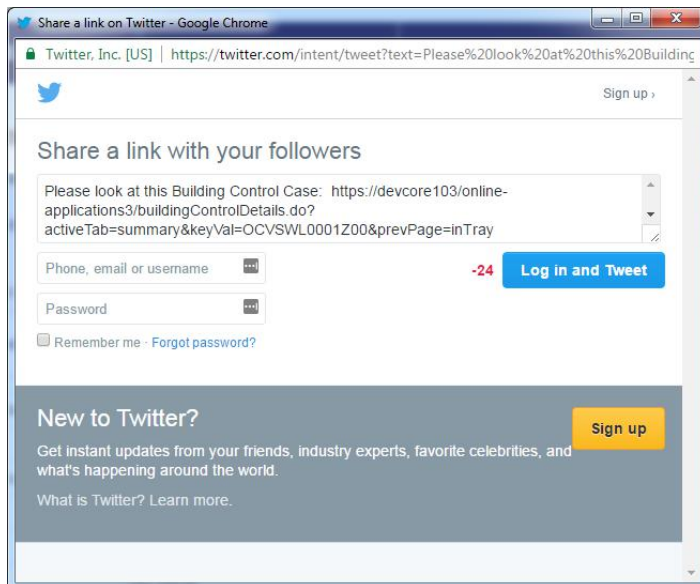 Share a link on Twitter - Google Chrome
Twitter, Inc. [US] | https://twitter.com/intent/tweet?text=Please%20look%20at%20this%20Building
Sign up ›
Share a link with your followers
Please look at this Building Control Case:  https://devcore103/online-
applications3/buildingControlDetails.do?
activeTab=summary&keyVal=OCVSWL0001Z00&prevPage=inTray
Phone, email or username
-24 Log in and Tweet
Password
Remember me · Forgot password?
New to Twitter?
Sign up
Get instant updates from your friends, industry experts, favorite celebrities, and
what's happening around the world.
What is Twitter? Learn more.